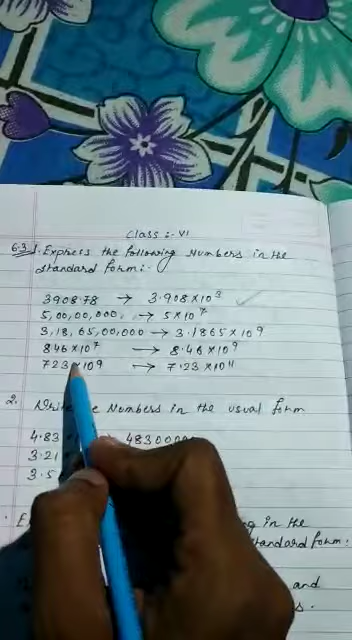 Class :- VI
6.3 1. Express the following Numbers in the
standard form:-
3908.78 → 3.908×10³
5,00,00,000, → 5×10⁷
3,18,65,00,000 → 3.1865×10⁹
846×10⁷ → 8.46×10⁹
723×10⁹ → 7.23×10¹¹
2. Numbers in the usual form
4.83 4830000
3.21
3.5
ing in the
standard form:
and